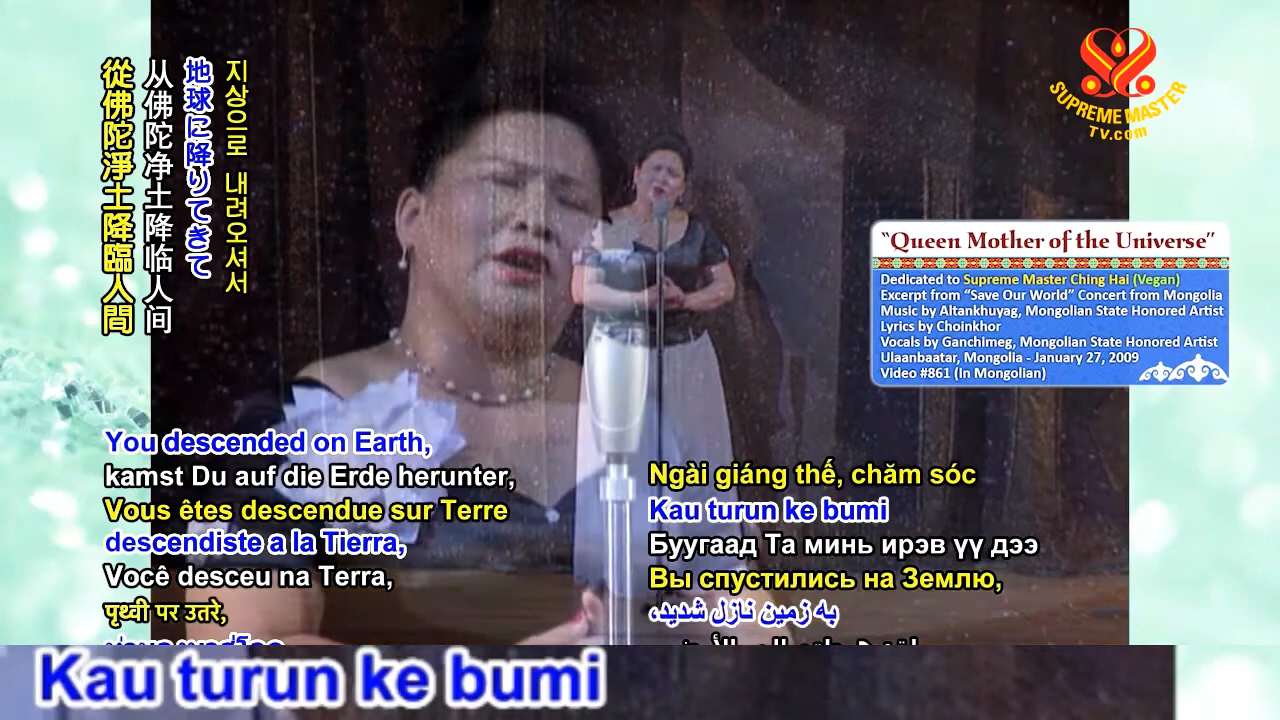 지상으로 내려오셔서
地球に降りてきて
从佛陀净土降临人间
從佛陀淨土降臨人間
SUPREME MASTER
TV.com
"Queen Mother of the Universe"
Dedicated to Supreme Master Ching Hai (Vegan)
Excerpt from "Save Our World" Concert from Mongolia
Music by Altankhuyag, Mongolian State Honored Artist
Lyrics by Choinkhor
Vocals by Ganchimeg, Mongolian State Honored Artist
Ulaanbaatar, Mongolia - January 27, 2009
Video #861 (In Mongolian)
You descended on Earth,
kamst Du auf die Erde herunter,
Vous êtes descendue sur Terre
descendiste a la Tierra,
Você desceu na Terra,
पृथ्वी पर उतरे,
Ngài giáng thế, chăm sóc
Kau turun ke bumi
Буугаад Та минь ирэв үү дээ
Вы спустились на Землю,
به زمین نازل شدید،
Kau turun ke bumi